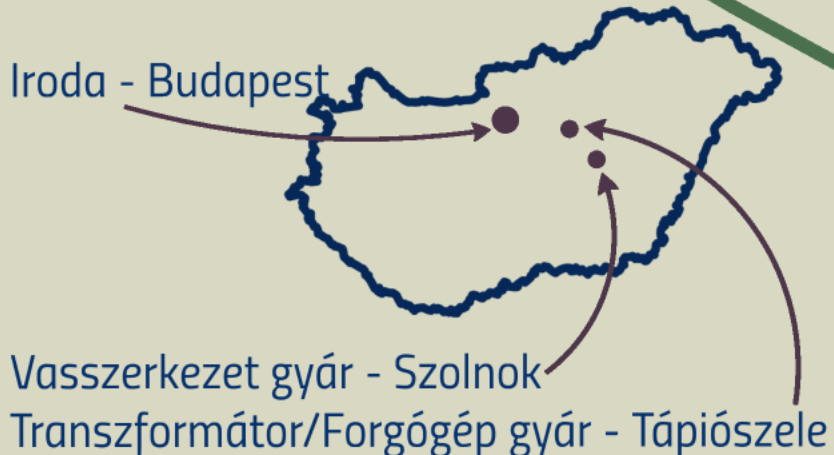 Iroda - Budapest
Vasszerkezet gyár - Szolnok
Transzformátor/Forgógép gyár - Tápiószele